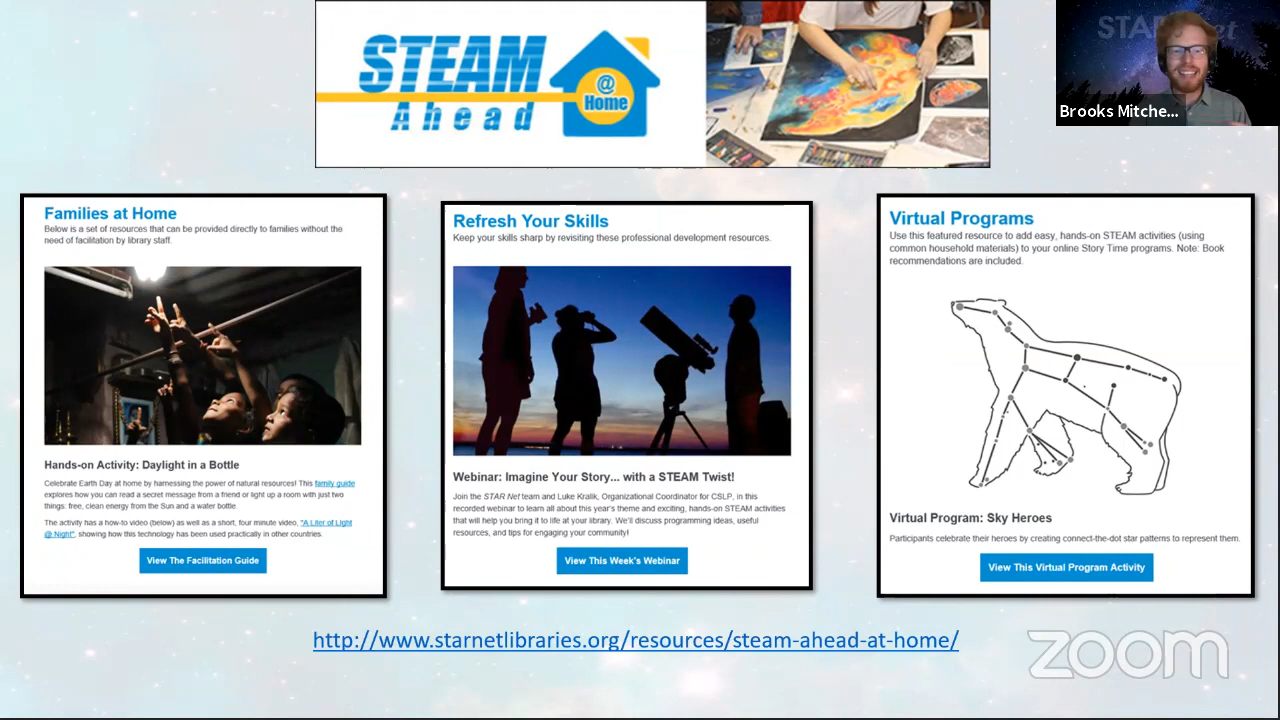 STEAM
Ahead
@
Home
STAR Net
Brooks Mitche...
Families at Home
Below is a set of resources that can be provided directly to families without the
need of facilitation by library staff.
Hands-on Activity: Daylight in a Bottle
Celebrate Earth Day at home by harnessing the power of natural resources! This family guide
explores how you can read a secret message from a friend or light up a room with just two
things: free, clean energy from the Sun and a water bottle.
The activity has a how-to video (below) as well as a short, four minute video, "A Liter of Light
@ Night", showing how this technology has been used practically in other countries.
View The Facilitation Guide
Refresh Your Skills
Keep your skills sharp by revisiting these professional development resources.
Webinar: Imagine Your Story... with a STEAM Twist!
Join the STAR Net team and Luke Kralik, Organizational Coordinator for CSLP, in this
recorded webinar to learn all about this year's theme and exciting, hands-on STEAM activities
that will help you bring it to life at your library. We'll discuss programming ideas, useful
resources, and tips for engaging your community!
View This Week's Webinar
Virtual Programs
Use this featured resource to add easy, hands-on STEAM activities (using
common household materials) to your online Story Time programs. Note: Book
recommendations are included.
Virtual Program: Sky Heroes
Participants celebrate their heroes by creating connect-the-dot star patterns to represent them.
View This Virtual Program Activity
http://www.starnetlibraries.org/resources/steam-ahead-at-home/
zoom